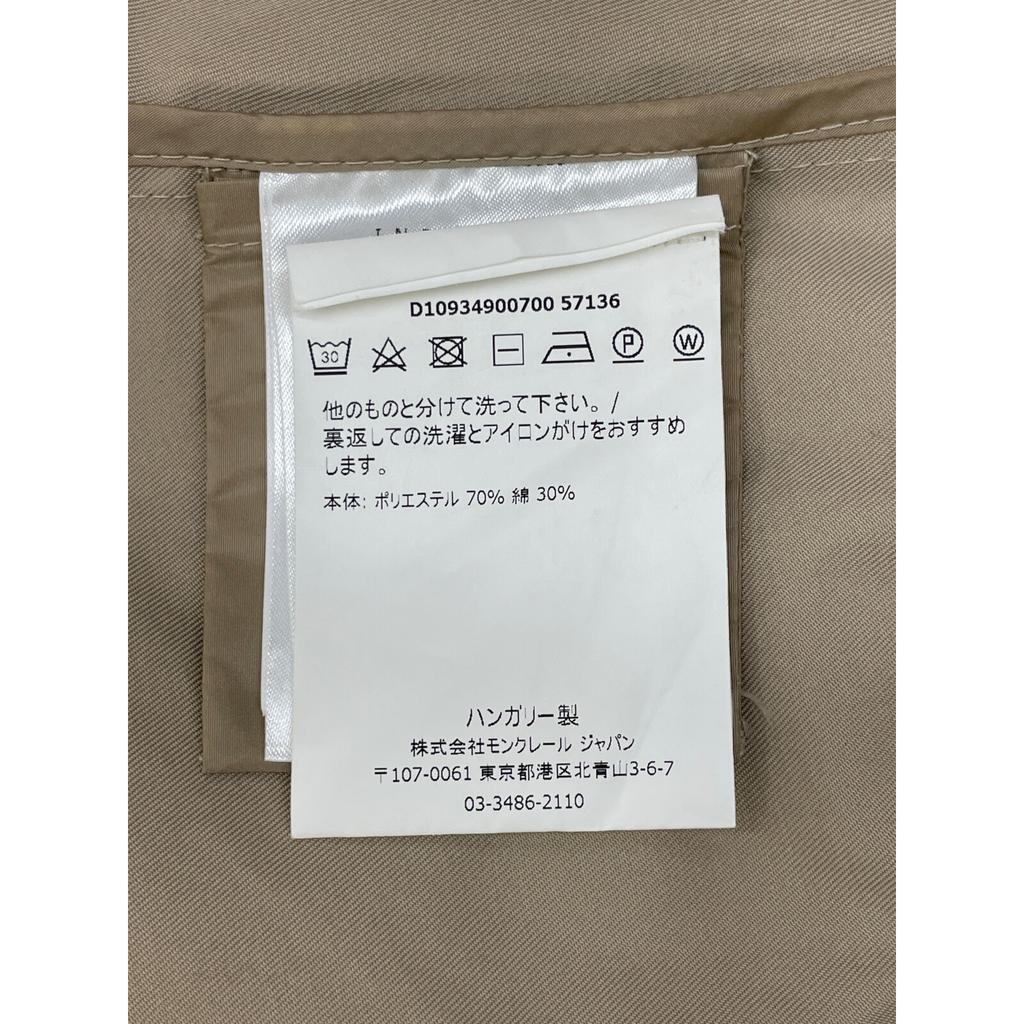 D10934900700 57136
30 P W
他のものと分けて洗って下さい。/
裏返しての洗濯とアイロンがけをおすすめ
します。
本体: ポリエステル 70% 綿 30%
ハンガリー製
株式会社モンクレール ジャパン
〒107-0061 東京都港区北青山3-6-7
03-3486-2110